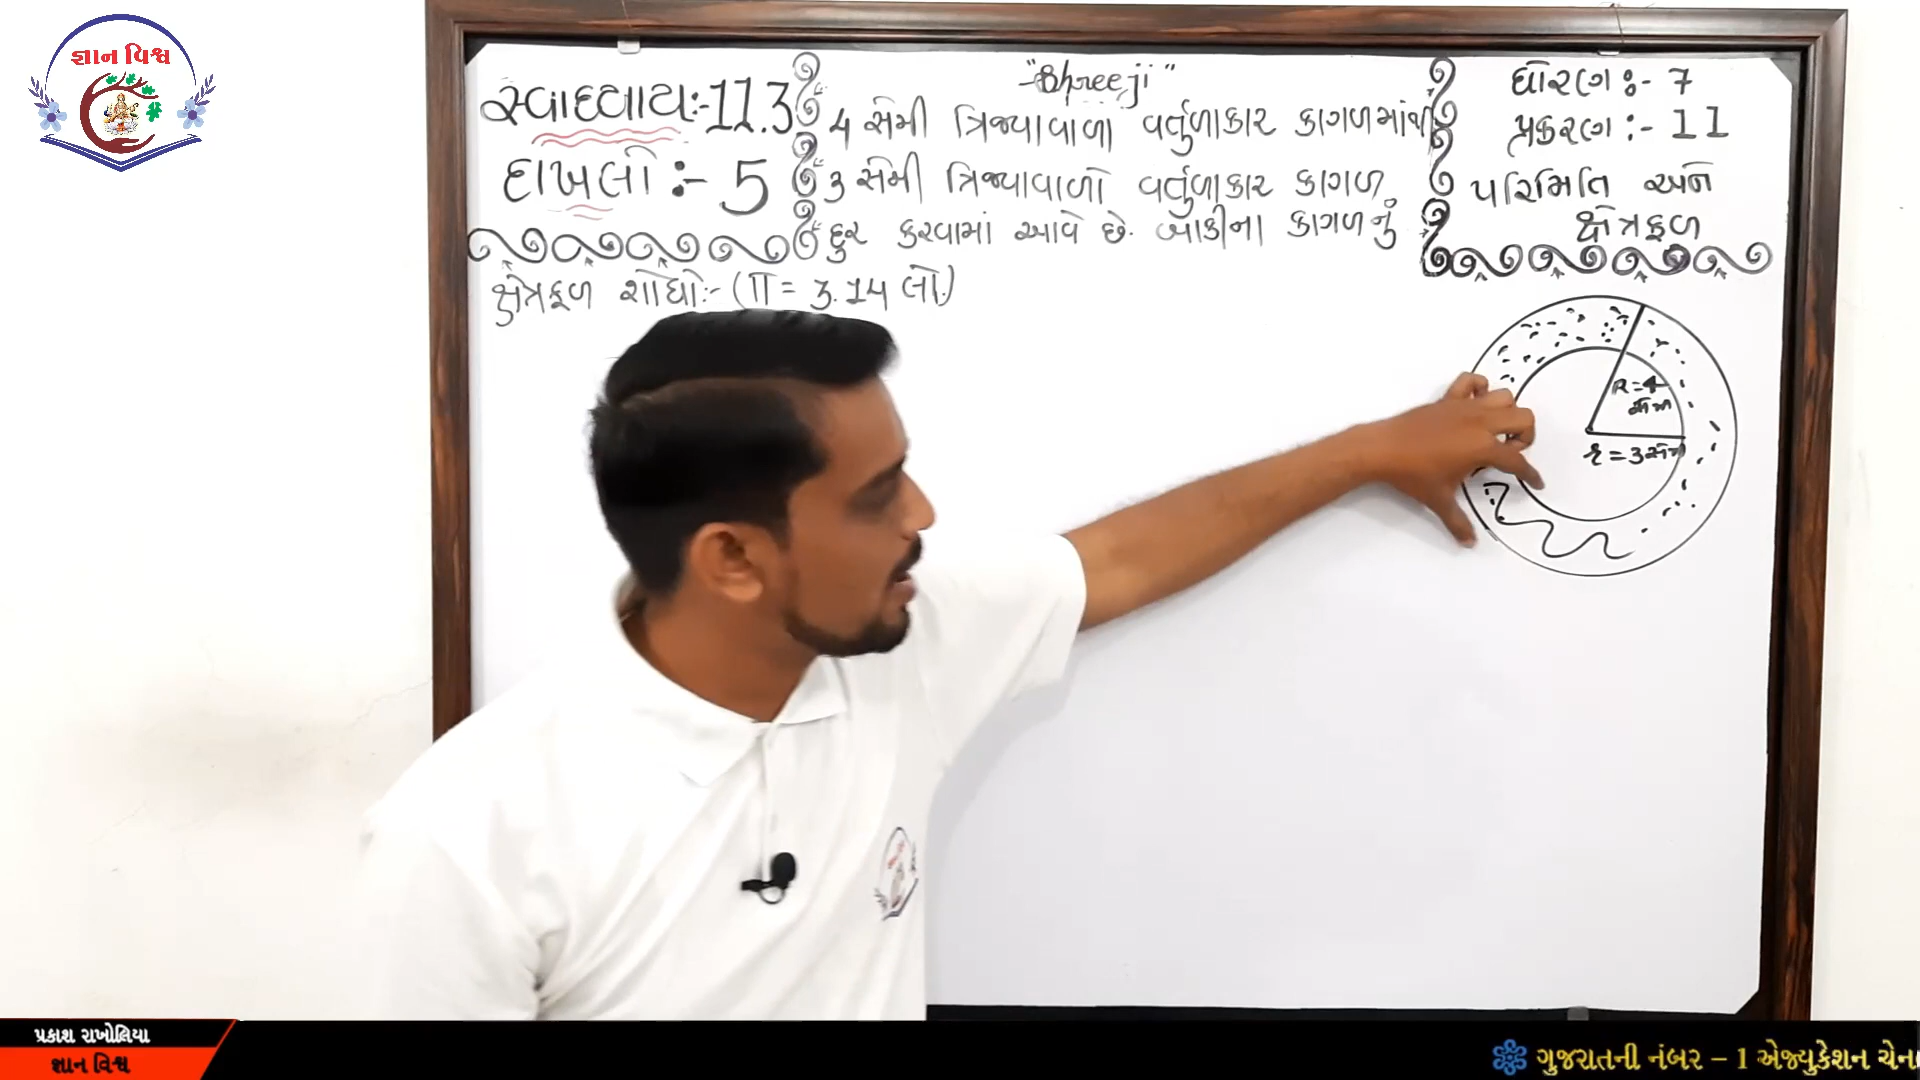 જ્ઞાન વિશ્વ
"Shreeji"
સ્વાધ્યાય:-11.3
દાખલો :- 5
4 સેમી ત્રિજ્યાવાળા વર્તુળાકાર કાગળમાંથી
3 સેમી ત્રિજ્યાવાળો વર્તુળાકાર કાગળ
દુર કરવામાં આવે છે. બાકીના કાગળનું
ક્ષેત્રફળ શોધો:- (π = 3.14 લો.)
ધોરણ :- 7
પ્રકરણ :- 11
પરિમિતિ અને
ક્ષેત્રફળ
R = 4
સેમી
r = 3 સેમી
પ્રકાશ રાખોલિયા
જ્ઞાન વિશ્વ
ગુજરાતની નંબર – 1 એજ્યુકેશન ચેન